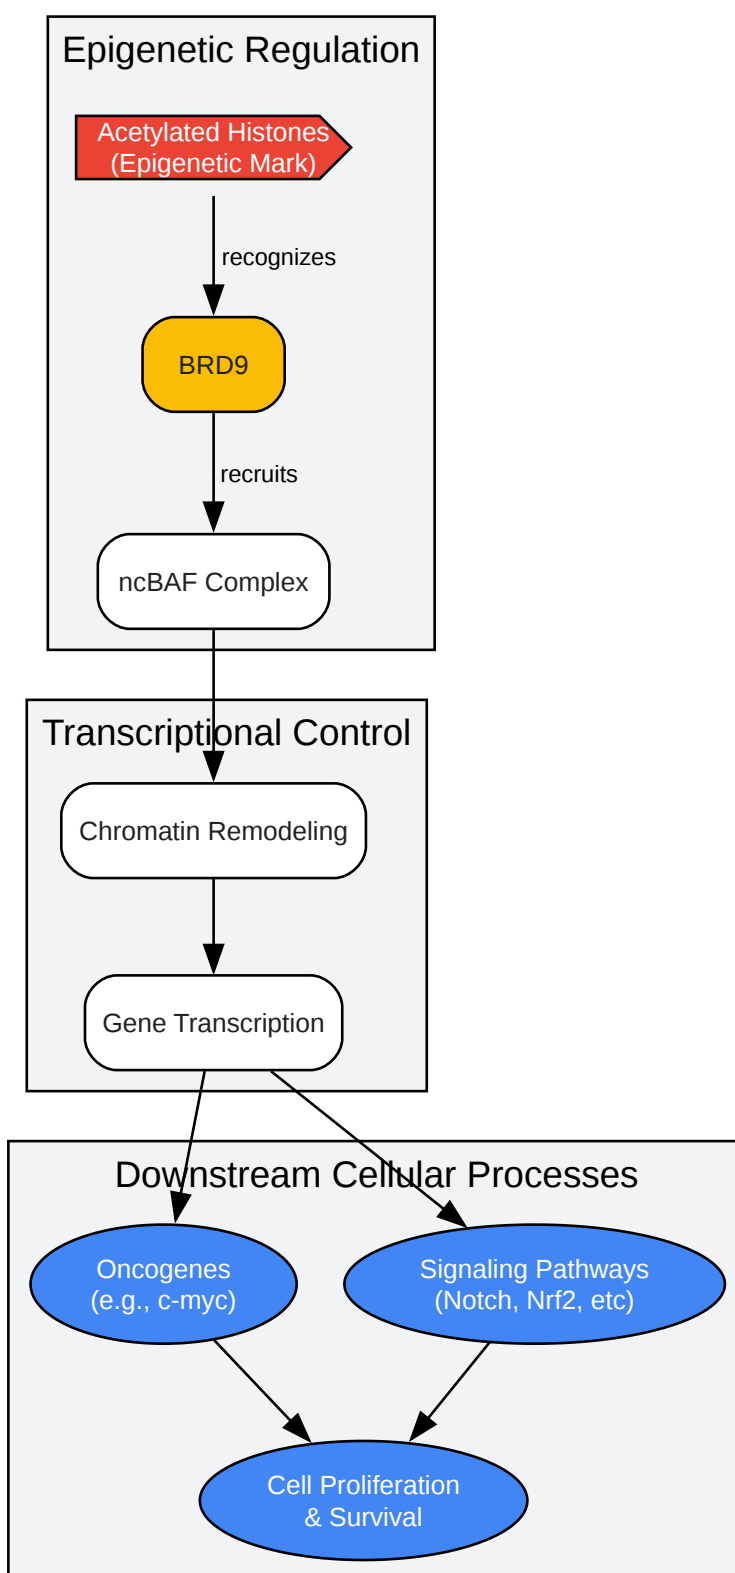 Epigenetic Regulation
Acetylated Histones
(Epigenetic Mark)
recognizes
BRD9
recruits
ncBAF Complex
Transcriptional Control
Chromatin Remodeling
Gene Transcription
Downstream Cellular Processes
Oncogenes
(e.g., c-myc)
Signaling Pathways
(Notch, Nrf2, etc)
Cell Proliferation
& Survival